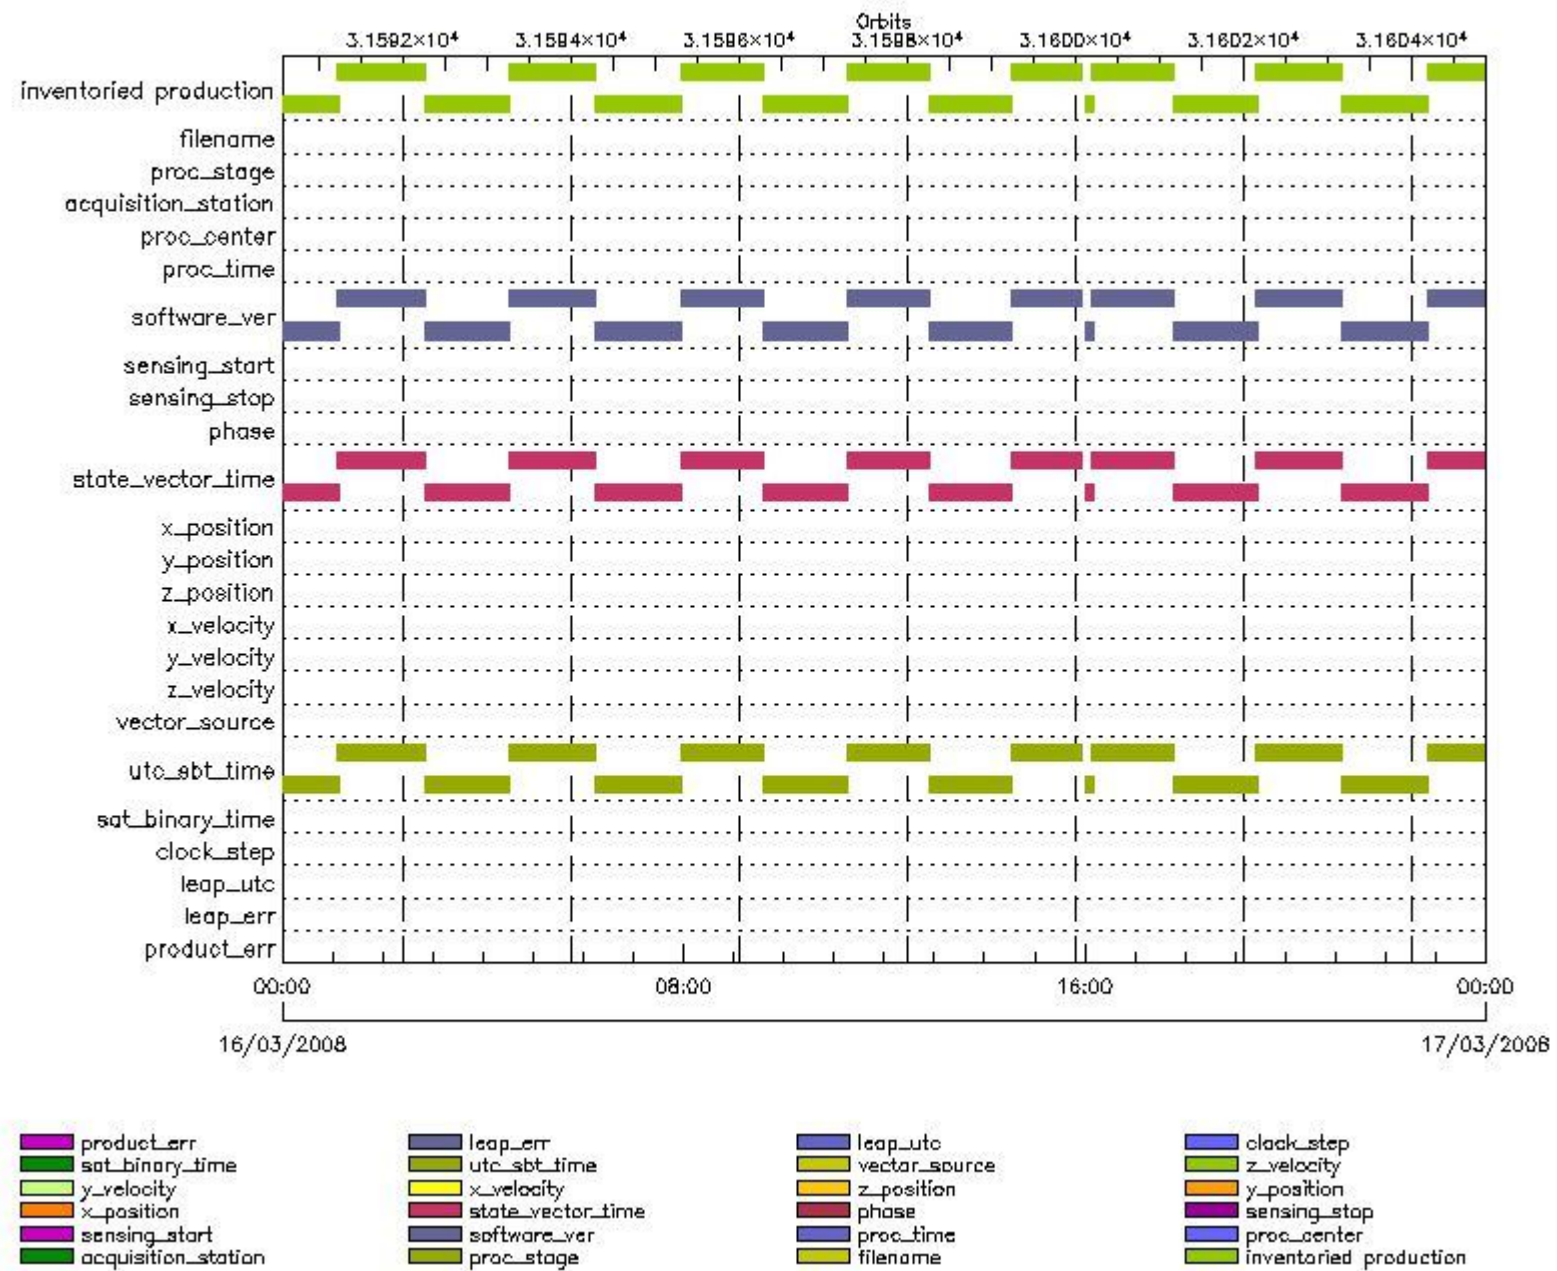 Orbits
3.1592×10⁴ 3.1594×10⁴ 3.1596×10⁴ 3.1598×10⁴ 3.1600×10⁴ 3.1602×10⁴ 3.1604×10⁴
inventoried production
filename
proc_stage
acquisition_station
proc_center
proc_time
software_ver
sensing_start
sensing_stop
phase
state_vector_time
x_position
y_position
z_position
x_velocity
y_velocity
z_velocity
vector_source
utc_sbt_time
sat_binary_time
clock_step
leap_utc
leap_err
product_err
00:00 08:00 16:00 00:00
16/03/2008 17/03/2008
product_err leap_err leap_utc clock_step
sat_binary_time utc_sbt_time vector_source z_velocity
y_velocity x_velocity z_position y_position
x_position state_vector_time phase sensing_stop
sensing_start software_ver proc_time proc_center
acquisition_station proc_stage filename inventoried production